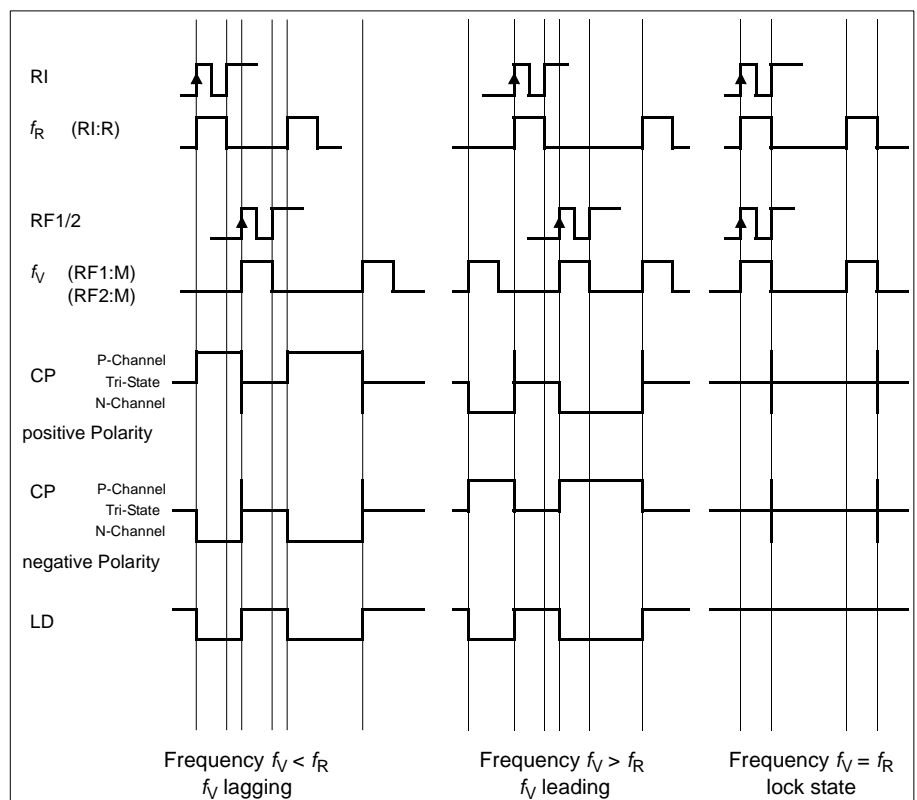 RI
fR (RI:R)
RF1/2
fV (RF1:M)
(RF2:M)
P-Channel
CP Tri-State
N-Channel
positive Polarity
CP P-Channel
Tri-State
N-Channel
negative Polarity
LD
Frequency fV < fR
fV lagging
Frequency fV > fR
fV leading
Frequency fV = fR
lock state